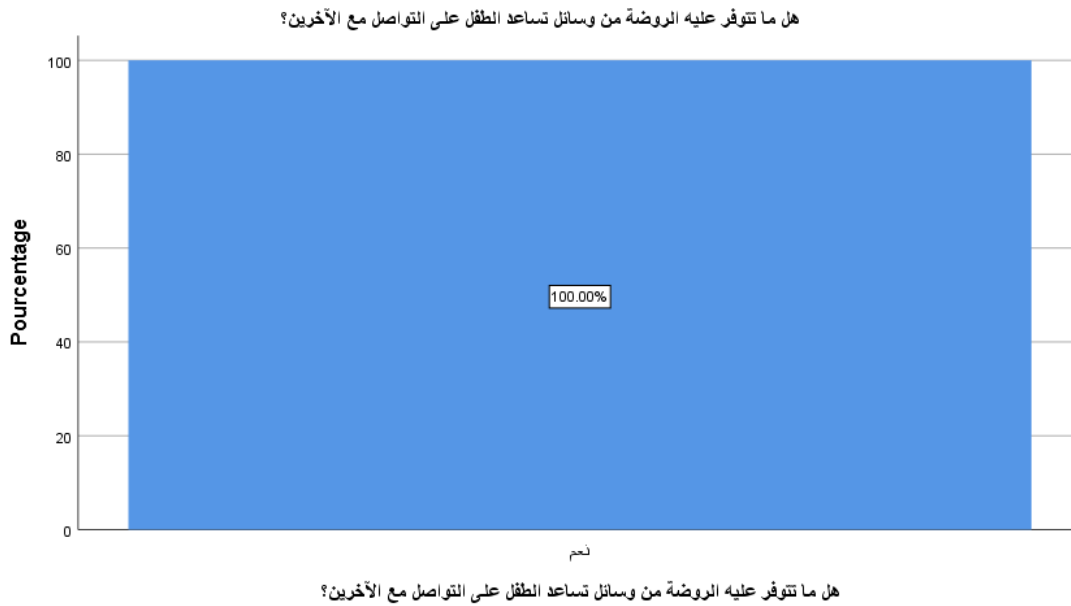 هل ما تتوفر عليه الروضة من وسائل تساعد الطفل على التواصل مع الآخرين؟
100
80
60
40
20
0
Pourcentage
100.00%
نعم
هل ما تتوفر عليه الروضة من وسائل تساعد الطفل على التواصل مع الآخرين؟